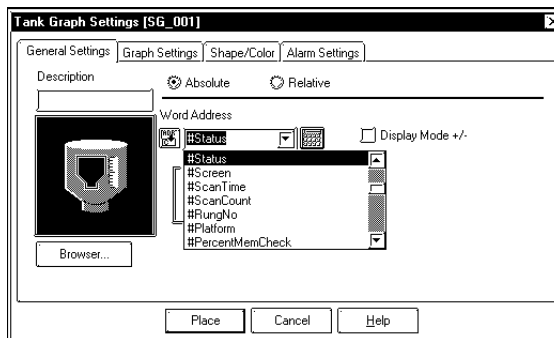 Tank Graph Settings [SG_001]
General Settings Graph Settings Shape/Color Alarm Settings
Description
Absolute Relative
Word Address
#Status
Display Mode +/-
#Status
#Screen
#ScanTime
#ScanCount
#RungNo
#Platform
#PercentMemCheck
Browser...
Place Cancel Help